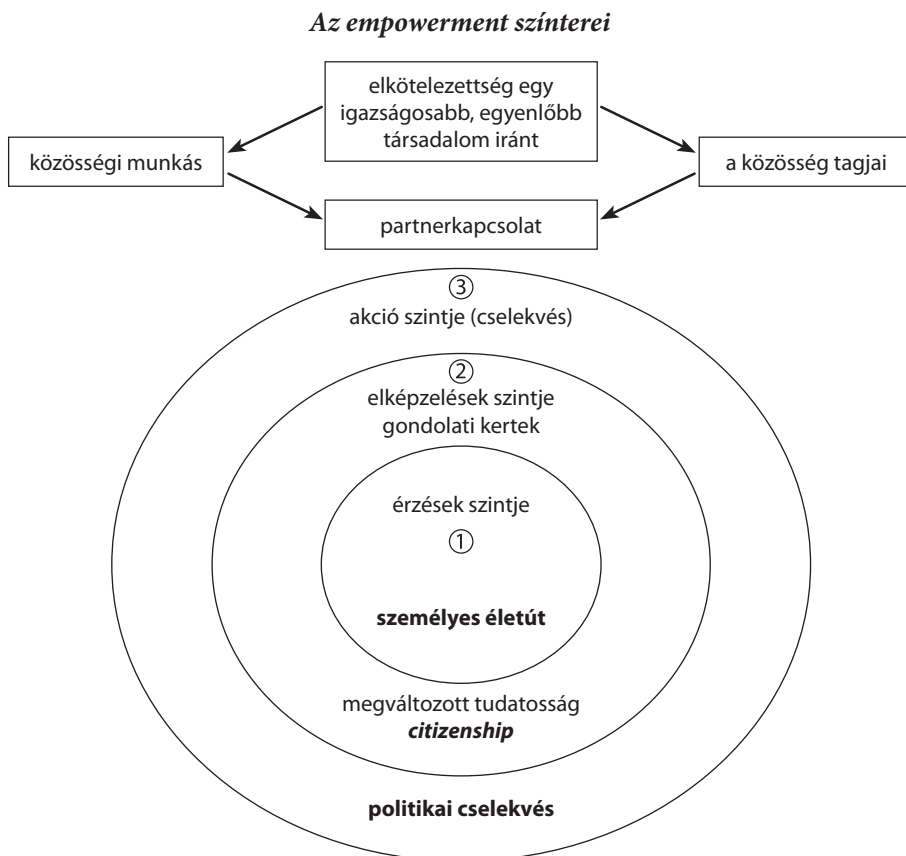 Az empowerment színterei
elkötelezettség egy
igazságosabb, egyenlőbb
társadalom iránt
közösségi munkás
a közösség tagjai
partnerkapcsolat
③
akció szintje (cselekvés)
②
elképzelések szintje
gondolati kertek
érzések szintje
①
személyes életút
megváltozott tudatosság
citizenship
politikai cselekvés